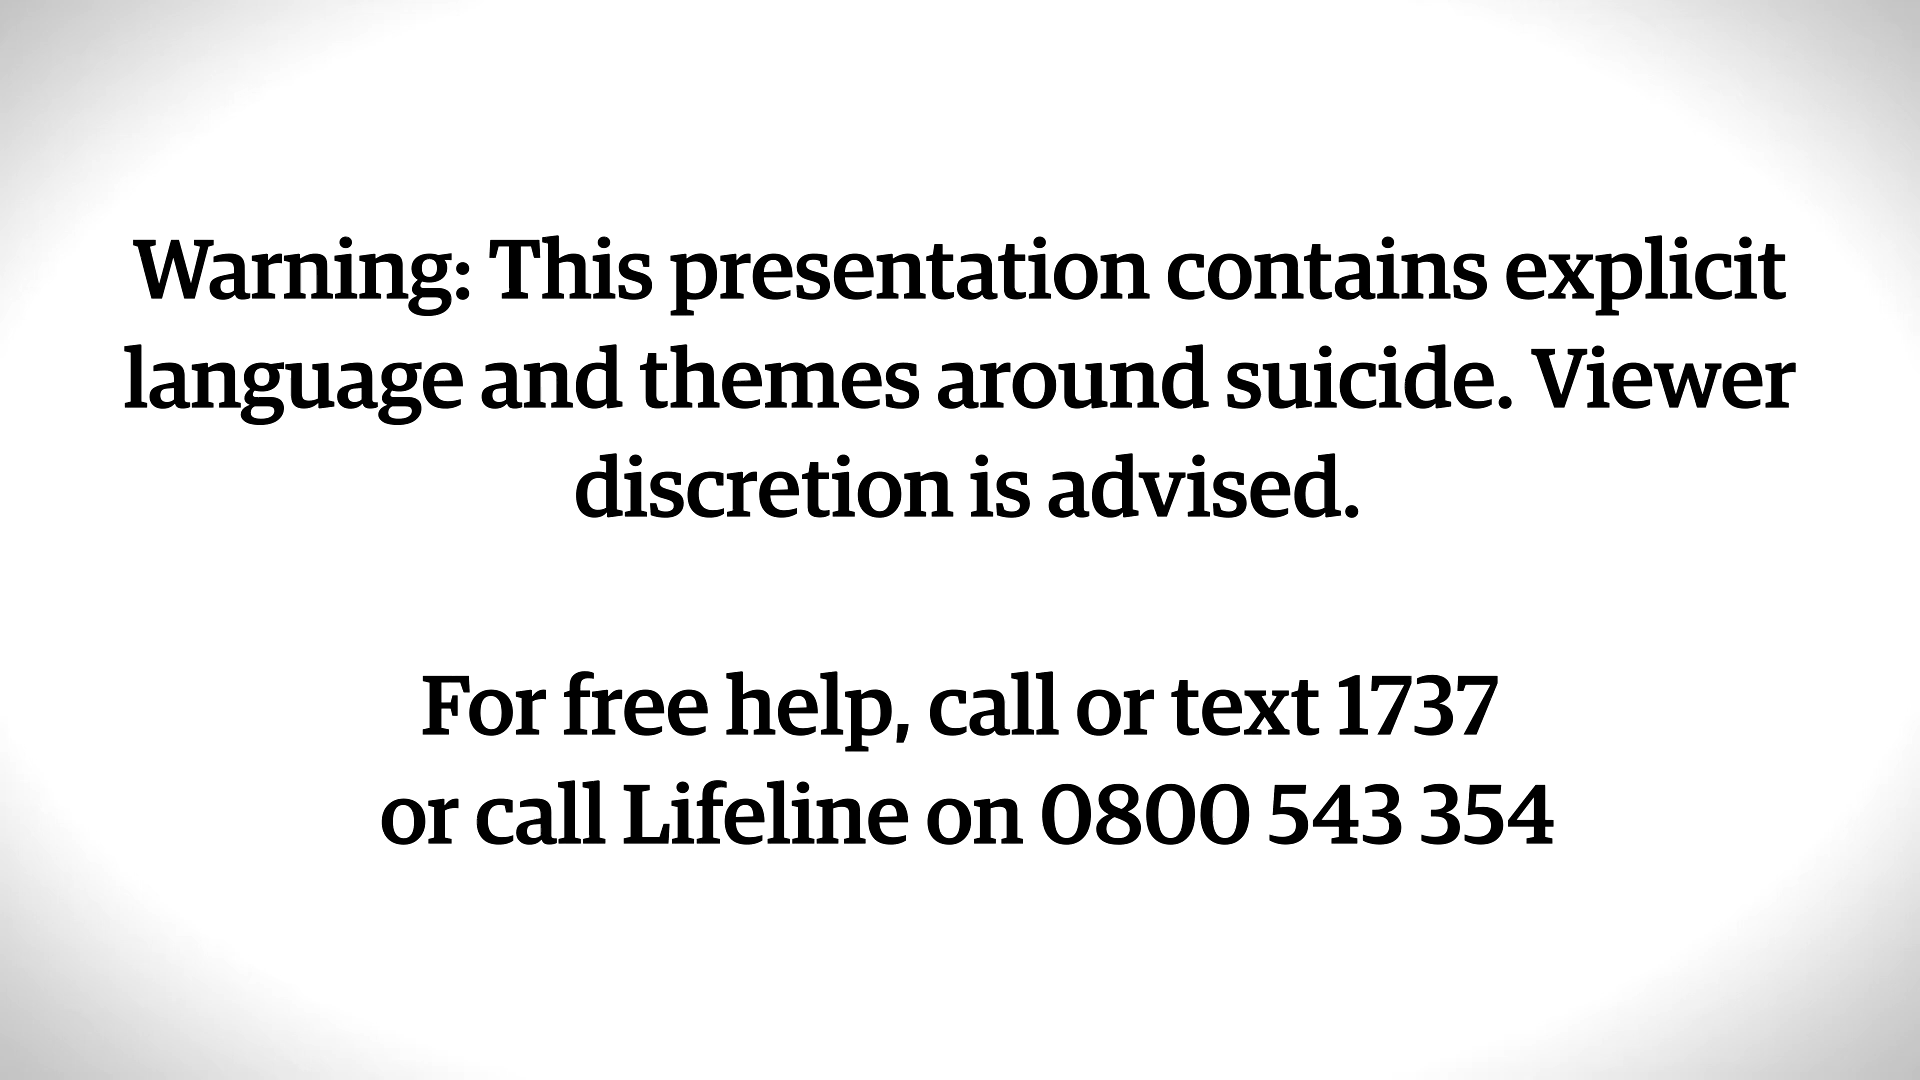 Warning: This presentation contains explicit
language and themes around suicide. Viewer
discretion is advised.
For free help, call or text 1737
or call Lifeline on 0800 543 354